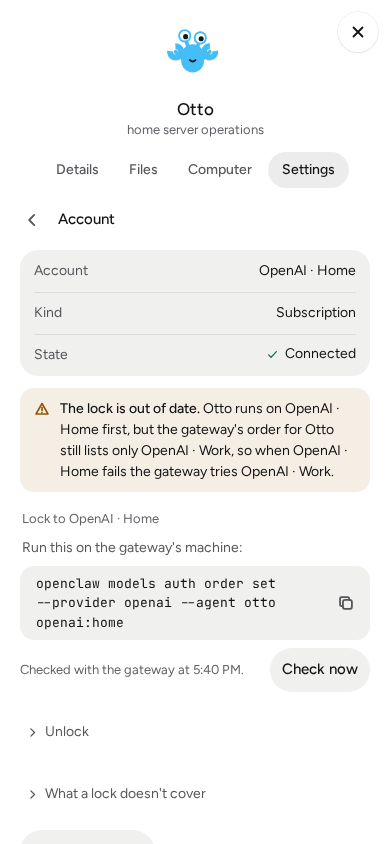 Otto
home server operations
Details Files Computer Settings
Account
Account OpenAI · Home
Kind Subscription
State Connected
The lock is out of date. Otto runs on OpenAI ·
Home first, but the gateway's order for Otto
still lists only OpenAI · Work, so when OpenAI ·
Home fails the gateway tries OpenAI · Work.
Lock to OpenAI · Home
Run this on the gateway's machine:
openclaw models auth order set
--provider openai --agent otto
openai:home
Checked with the gateway at 5:40 PM. Check now
Unlock
What a lock doesn't cover